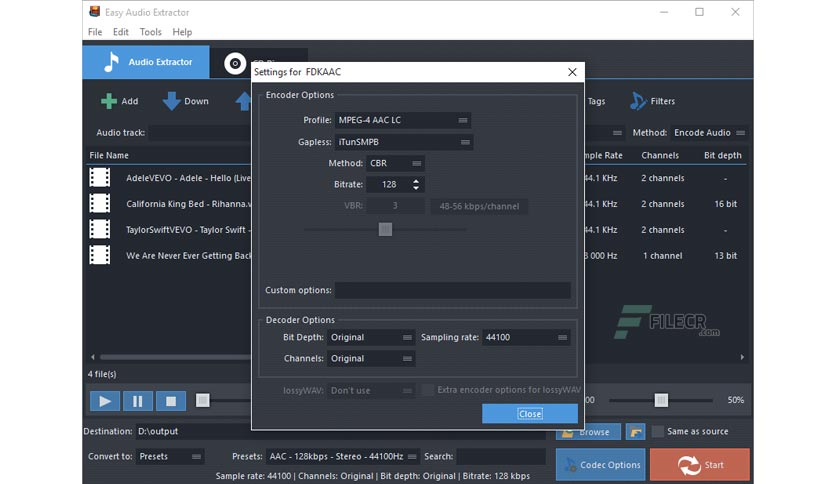 Easy Audio Extractor
File Edit Tools Help
Audio Extractor
Settings for FDKAAC
Add Down Tags Filters
Audio track: Method: Encode Audio
File Name mple Rate Channels Bit depth
AdeleVEVO - Adele - Hello (Live 44.1 KHz 2 channels -
California King Bed - Rihanna.v 44.1 KHz 2 channels 16 bit
TaylorSwiftVEVO - Taylor Swift - 44.1 KHz 2 channels -
We Are Never Ever Getting Back 000 Hz 1 channel 13 bit
Encoder Options
Profile: MPEG-4 AAC LC
Gapless: iTunSMPB
Method: CBR
Bitrate: 128
VBR: 3 48-56 kbps/channel
Custom options:
Decoder Options
Bit Depth: Original Sampling rate: 44100
Channels: Original
lossyWAV: Don't use Extra encoder options for lossyWAV
Close
FILECR
.com
4 file(s)
00 50%
Destination: D:\output Browse Same as source
Convert to: Presets Presets: AAC - 128kbps - Stereo - 44100Hz Search:
Codec Options Start
Sample rate: 44100 | Channels: Original | Bit depth: Original | Bitrate: 128 kbps